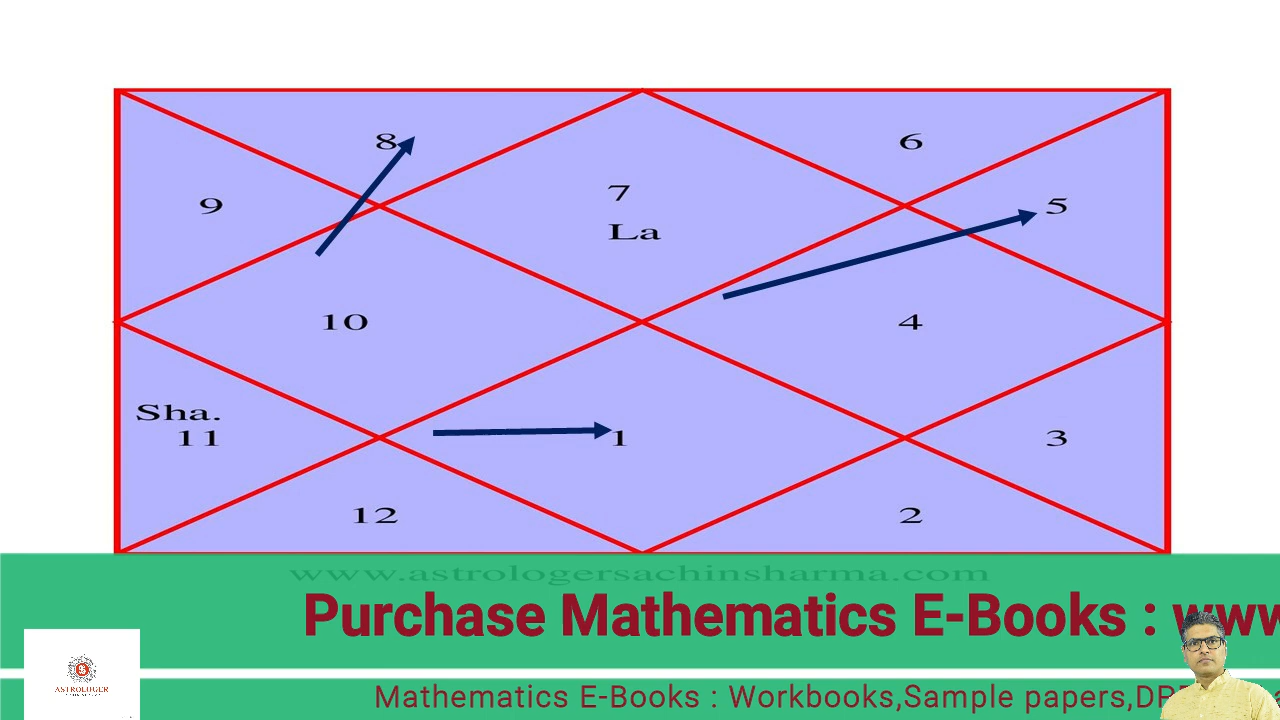 8
6
9
7
5
La
10
4
Sha.
11
1
3
12
2
www.astrologersachinsharma.com
Purchase Mathematics E-Books : www
Mathematics E-Books : Workbooks,Sample papers,DP
ASTROLOGER